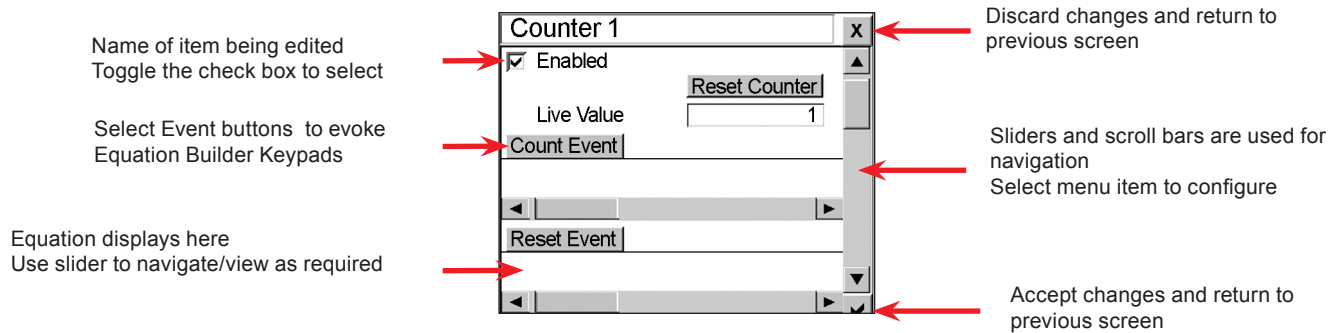 Counter 1
X
Discard changes and return to
previous screen
Name of item being edited
Toggle the check box to select
Enabled
Reset Counter
Live Value
1
Select Event buttons to evoke
Equation Builder Keypads
Count Event
Sliders and scroll bars are used for
navigation
Select menu item to configure
Equation displays here
Use slider to navigate/view as required
Reset Event
Accept changes and return to
previous screen